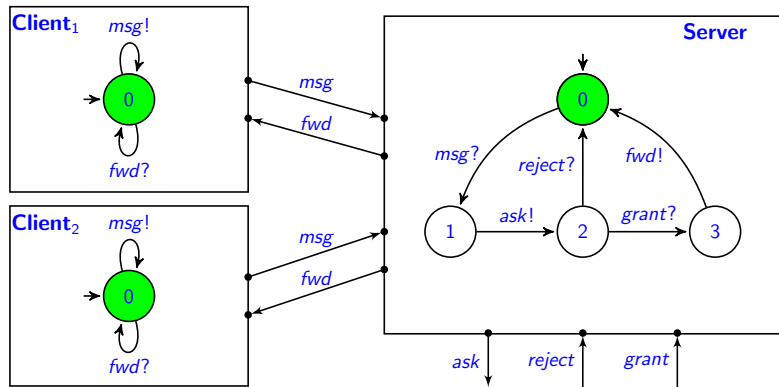 Client₁
msg!
0
fwd?
msg
fwd
Client₂
msg!
0
fwd?
msg
fwd
Server
0
msg?
reject?
fwd!
1
ask!
2
grant?
3
ask
reject
grant